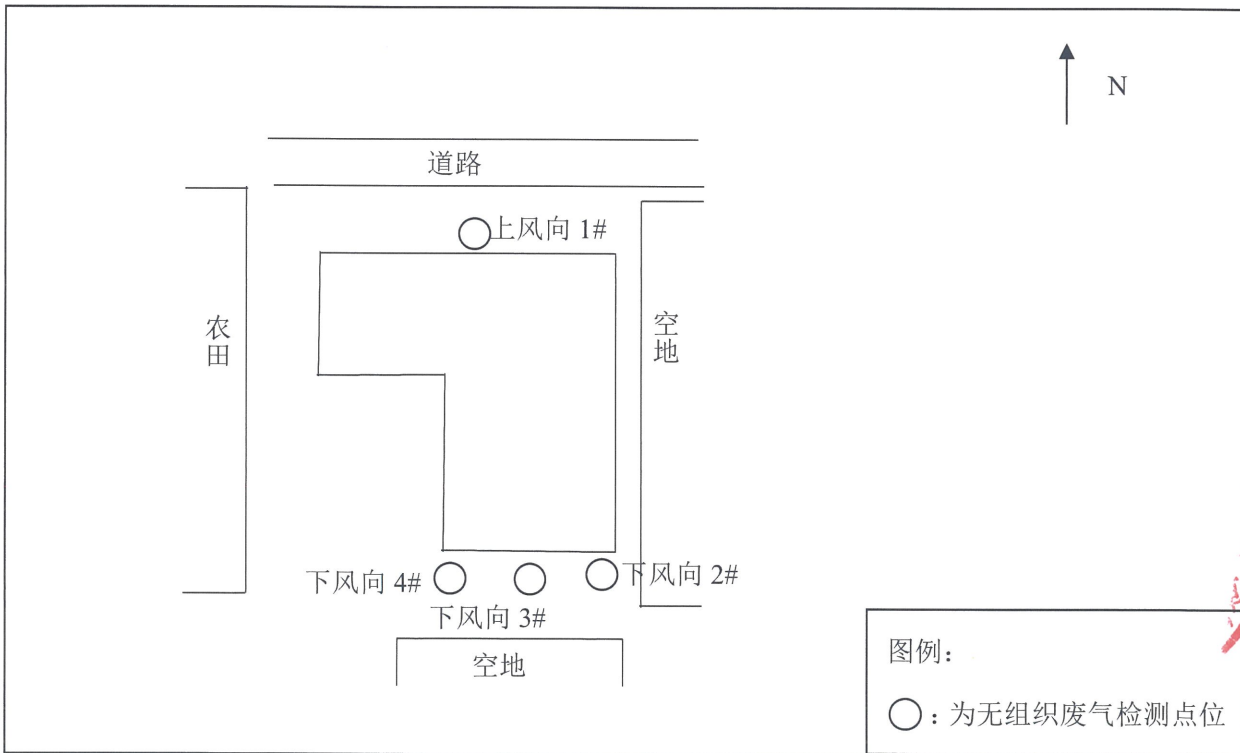 N
道路
上风向 1#
农田
空地
下风向 4#
下风向 2#
下风向 3#
空地
图例：
○：为无组织废气检测点位